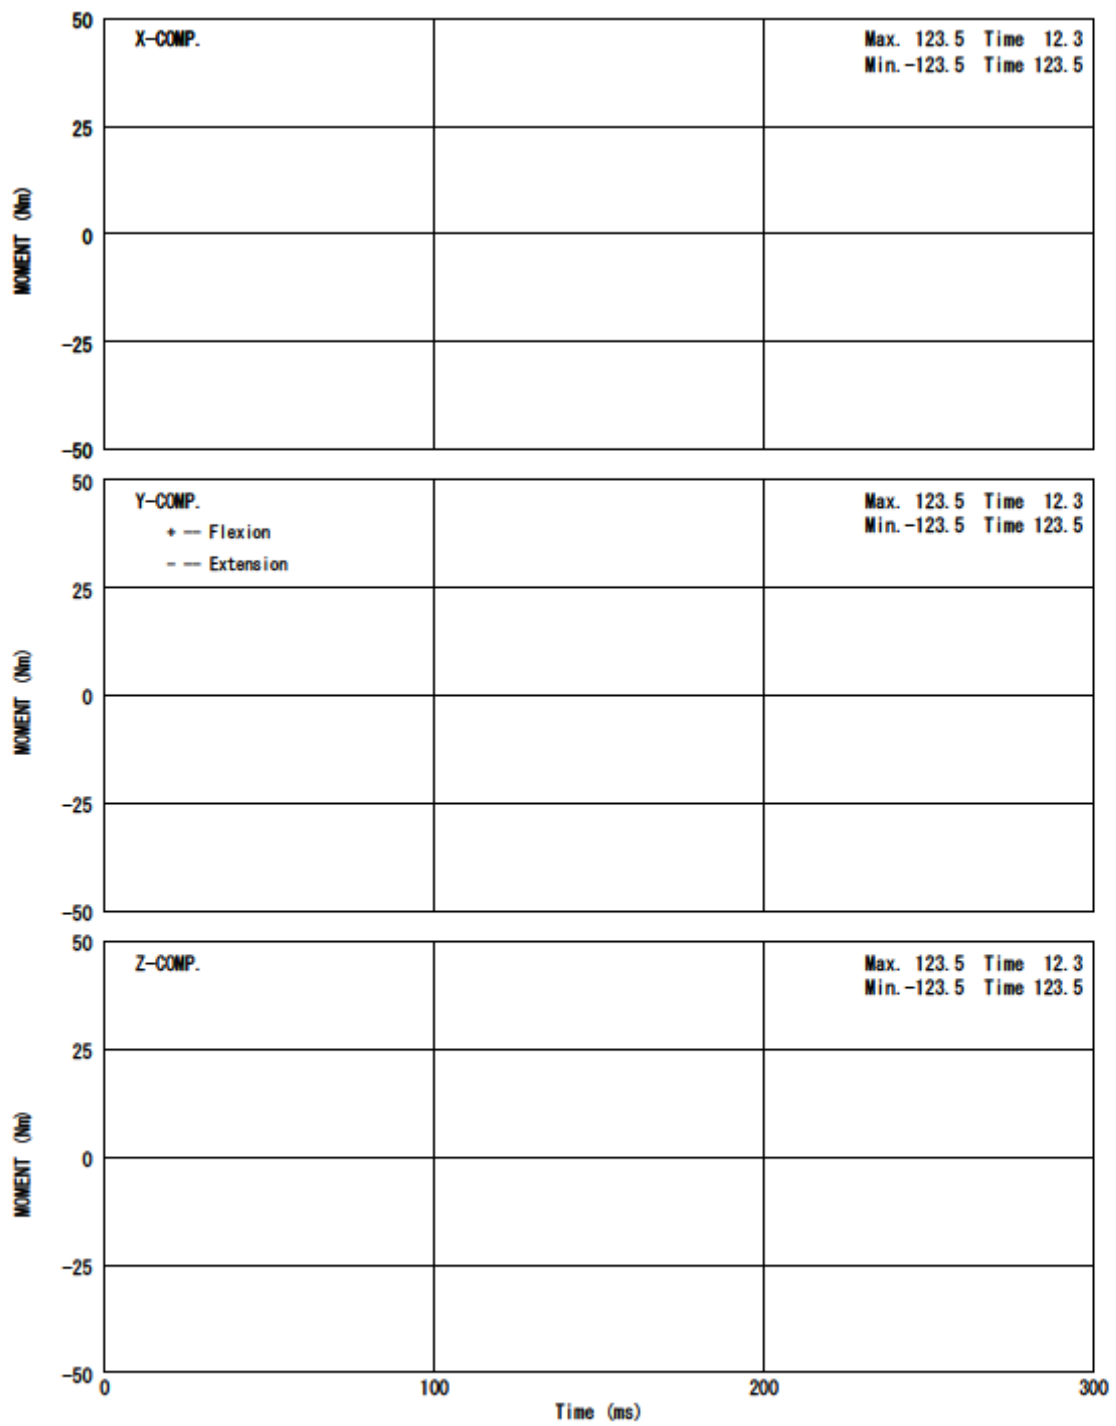 50
X-COMP.
Max. 123.5 Time 12.3
Min.-123.5 Time 123.5
25
MOMENT (Nm)
0
-25
-50
50
Y-COMP.
Max. 123.5 Time 12.3
Min.-123.5 Time 123.5
+ -- Flexion
- -- Extension
25
MOMENT (Nm)
0
-25
-50
50
Z-COMP.
Max. 123.5 Time 12.3
Min.-123.5 Time 123.5
25
MOMENT (Nm)
0
-25
-50
0 100 200 300
Time (ms)